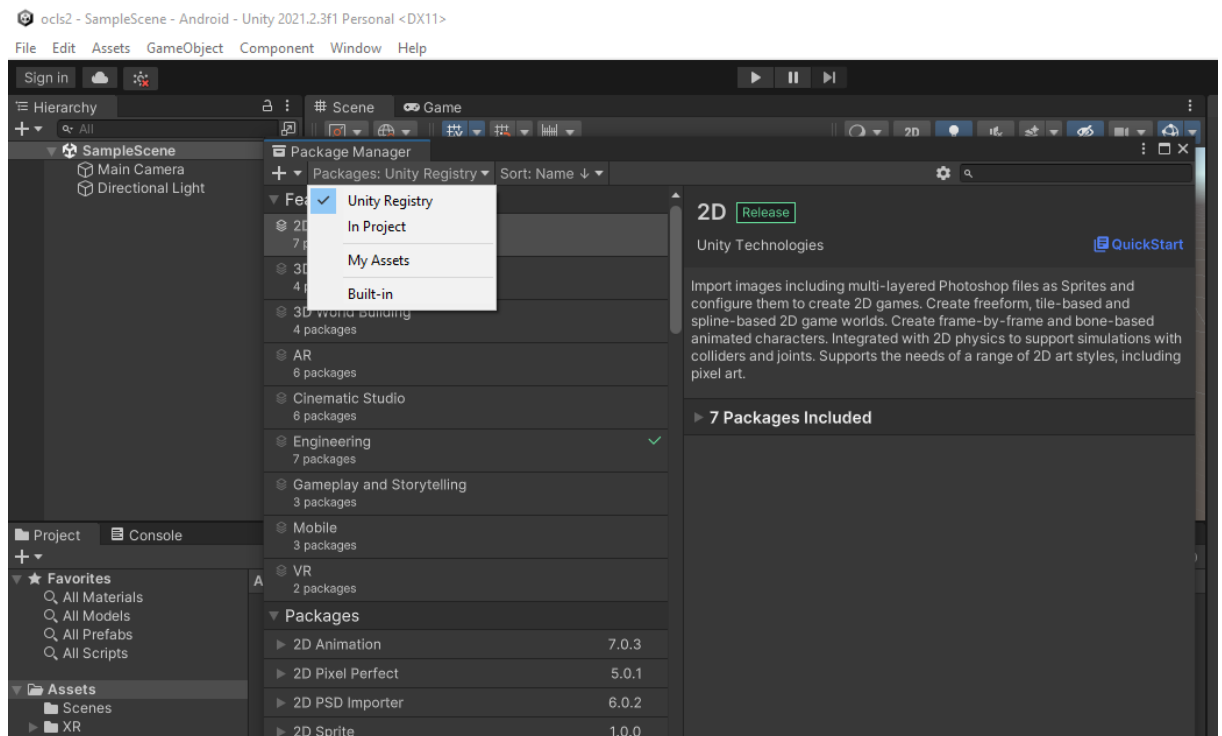 ocls2 - SampleScene - Android - Unity 2021.2.3f1 Personal <DX11>
File Edit Assets GameObject Component Window Help
Sign in
Hierarchy
Scene
Game
All
2D
SampleScene
Main Camera
Directional Light
Package Manager
Packages: Unity Registry
Sort: Name ↓
Unity Registry
In Project
My Assets
Built-in
3D World Building
4 packages
AR
6 packages
Cinematic Studio
6 packages
Engineering
7 packages
Gameplay and Storytelling
3 packages
Mobile
3 packages
VR
2 packages
Packages
2D Animation 7.0.3
2D Pixel Perfect 5.0.1
2D PSD Importer 6.0.2
2D Sprite 1.0.0
2D Release
Unity Technologies
QuickStart
Import images including multi-layered Photoshop files as Sprites and
configure them to create 2D games. Create freeform, tile-based and
spline-based 2D game worlds. Create frame-by-frame and bone-based
animated characters. Integrated with 2D physics to support simulations with
colliders and joints. Supports the needs of a range of 2D art styles, including
pixel art.
7 Packages Included
Project
Console
Favorites
All Materials
All Models
All Prefabs
All Scripts
Assets
Scenes
XR